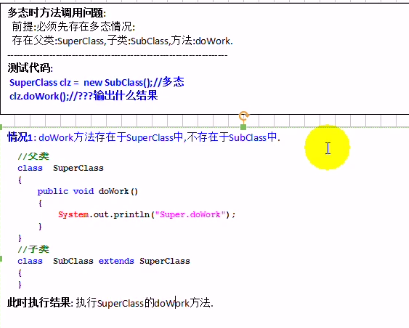 多态时方法调用问题:
前提:必须先存在多态情况:
存在父类:SuperClass,子类:SubClass,方法:doWork.
--------------------------------------------------------------------
测试代码:
SuperClass clz = new SubClass();//多态
clz.doWork();//???输出什么结果
情况1: doWork方法存在于SuperClass中,不存在于SubClass中.
//父类
class SuperClass
{
public void doWork()
{
System.out.println("Super.doWork");
}
}
//子类
class SubClass extends SuperClass
{
}
此时执行结果: 执行SuperClass的doWork方法.